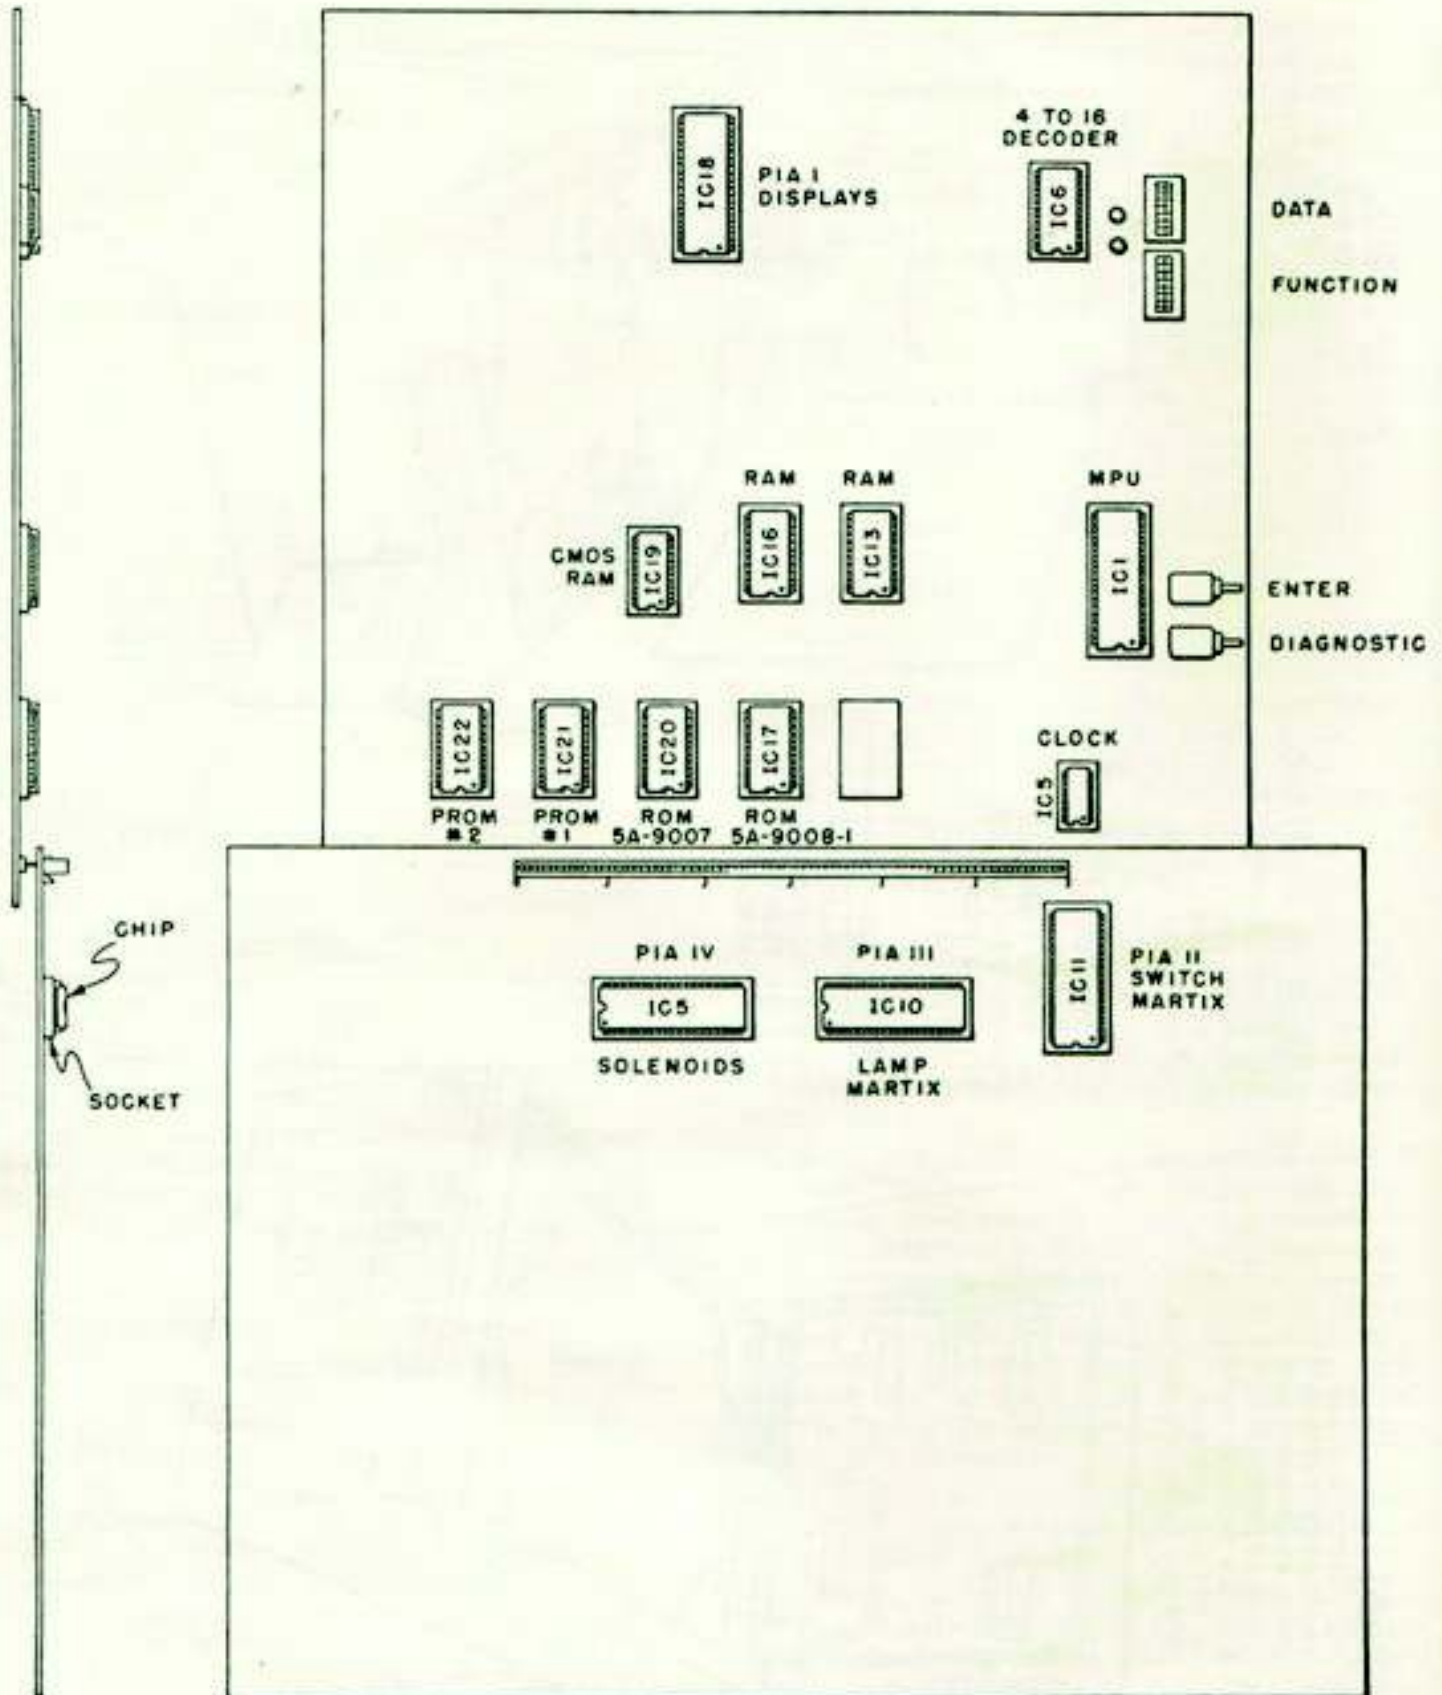 4 TO 16
DECODER
IC18
PIA I
DISPLAYS
IC6
DATA
FUNCTION
RAM
RAM
MPU
CMOS
RAM
IC19
IC16
IC13
IC1
ENTER
DIAGNOSTIC
IC22
IC21
IC20
IC17
CLOCK
IC5
PROM
#2
PROM
#1
ROM
5A-9007
ROM
5A-9008-1
CHIP
SOCKET
PIA IV
IC5
SOLENOIDS
PIA III
IC10
LAMP
MARTIX
IC11
PIA II
SWITCH
MARTIX